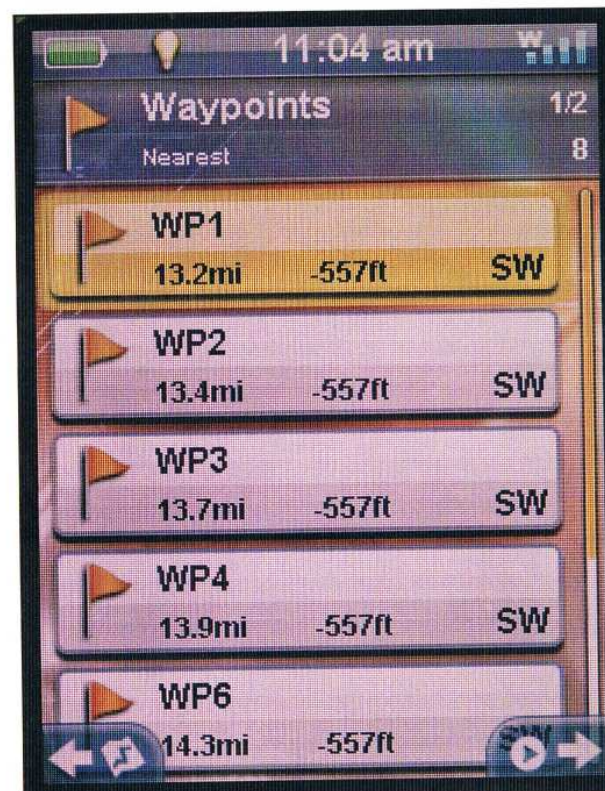 11:04 am W
Waypoints 1/2
Nearest 8
WP1
13.2mi -557ft SW
WP2
13.4mi -557ft SW
WP3
13.7mi -557ft SW
WP4
13.9mi -557ft SW
WP6
14.3mi -557ft SW